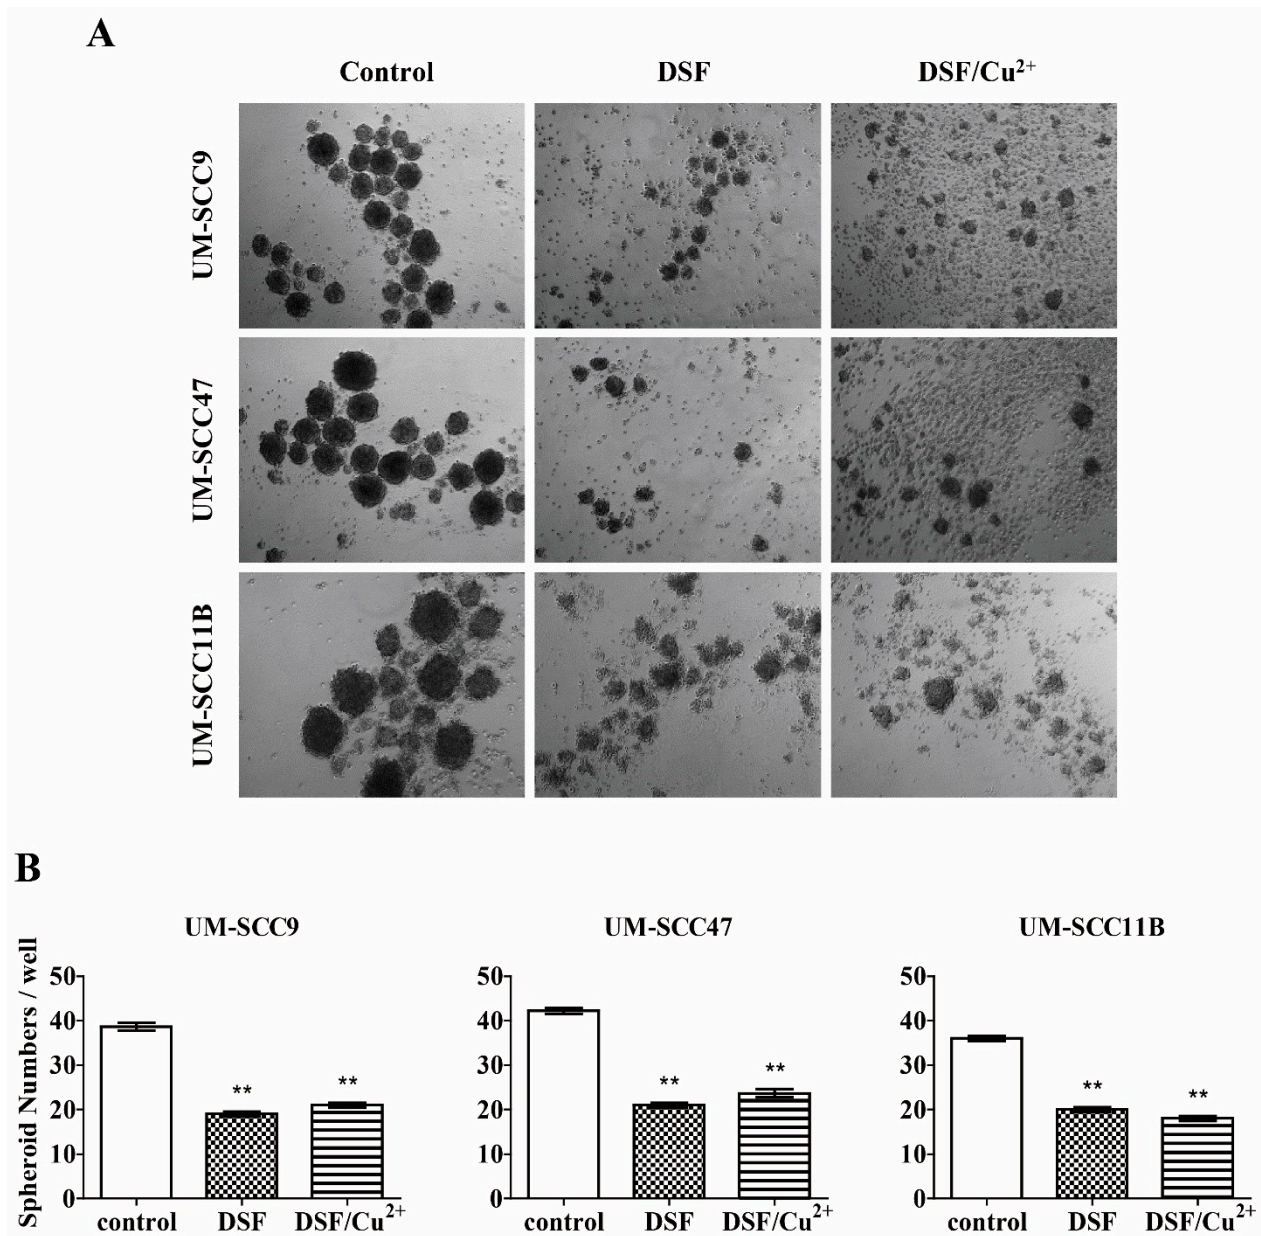 A
Control DSF DSF/Cu²⁺
UM-SCC9
UM-SCC47
UM-SCC11B
B
UM-SCC9 UM-SCC47 UM-SCC11B
Spheroid Numbers / well
50 50 50
40 40 40
30 30 30
20 20 20
10 10 10
0 0 0
** ** ** ** ** **
control DSF DSF/Cu²⁺ control DSF DSF/Cu²⁺ control DSF DSF/Cu²⁺